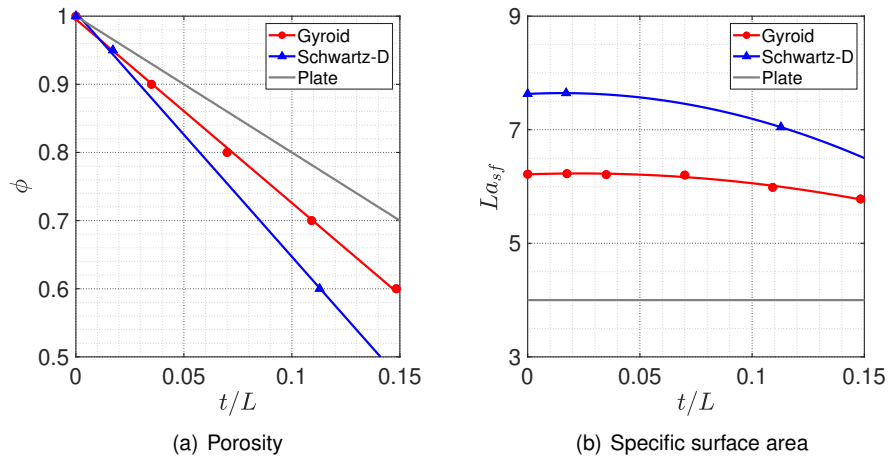 1
0.9
0.8
0.7
0.6
0.5
ϕ
0
0.05
0.1
0.15
t/L
Gyroid
Schwartz-D
Plate
(a) Porosity
9
7
5
3
La_{sf}
0
0.05
0.1
0.15
t/L
Gyroid
Schwartz-D
Plate
(b) Specific surface area